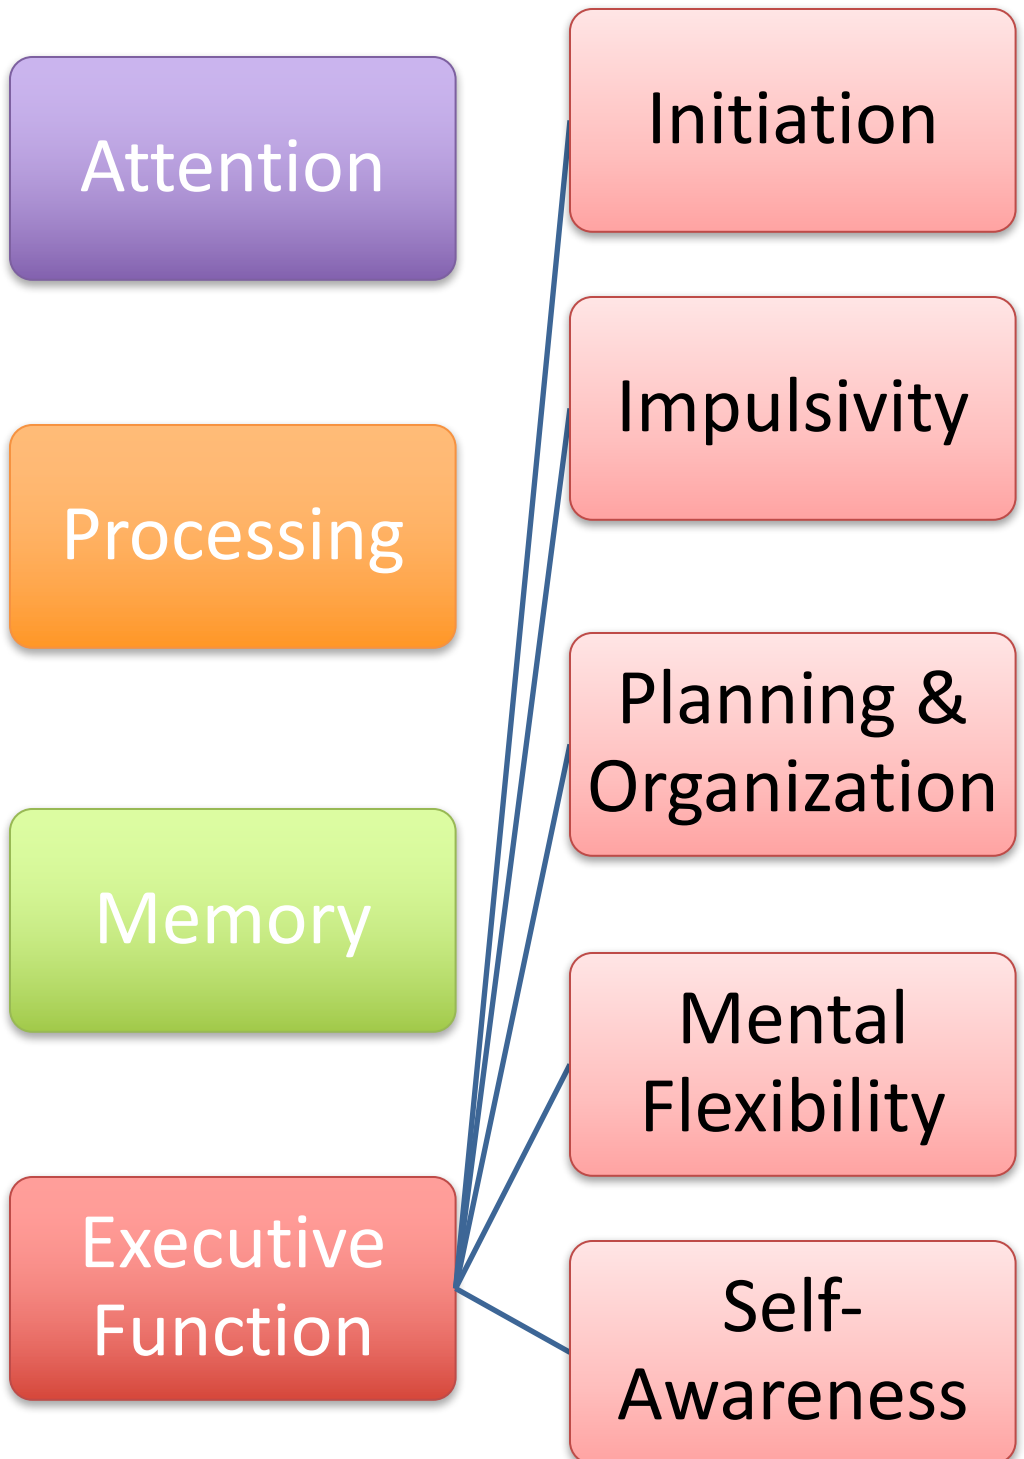 Attention
Processing
Memory
Executive
Function
Initiation
Impulsivity
Planning &
Organization
Mental
Flexibility
Self-
Awareness